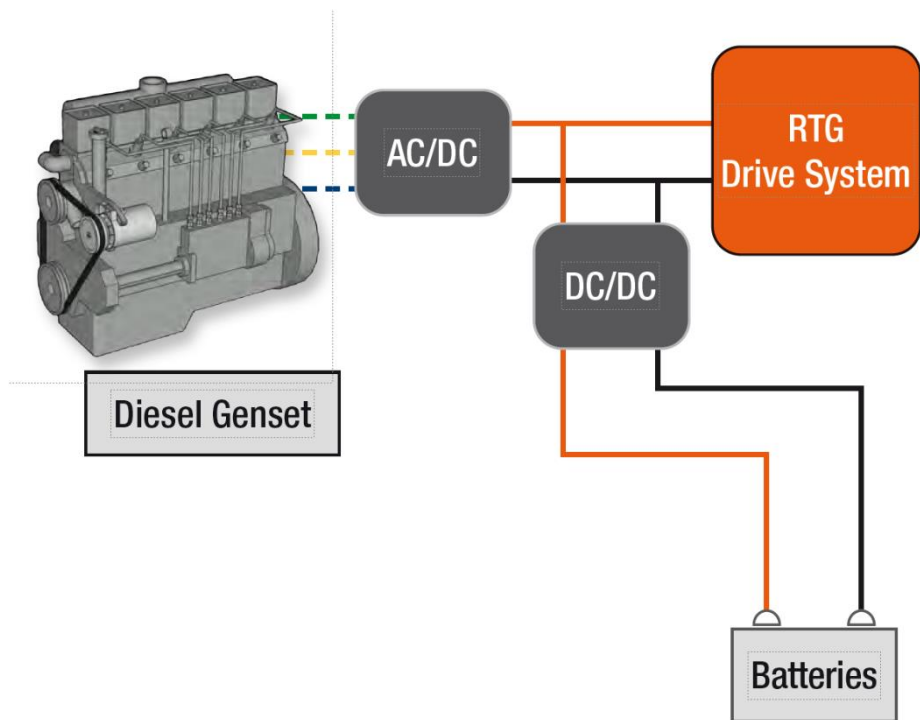 AC/DC
RTG
Drive System
DC/DC
Diesel Genset
Batteries